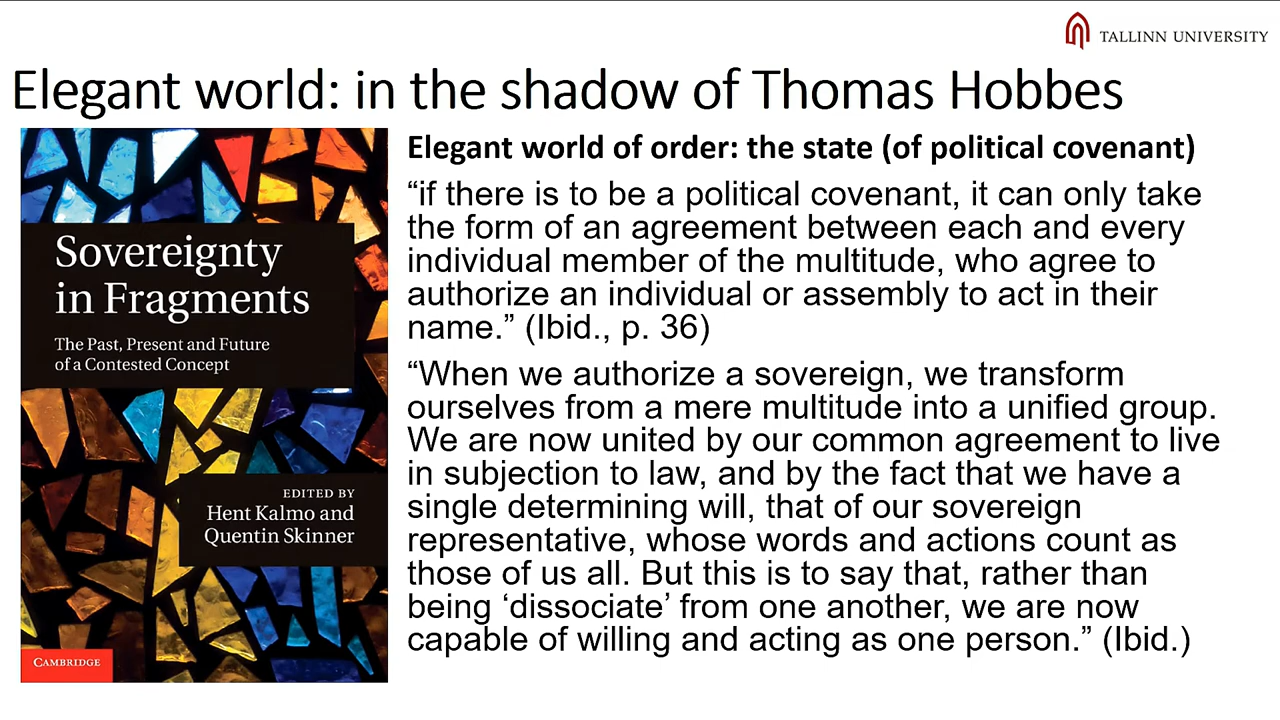 TALLINN UNIVERSITY
Elegant world: in the shadow of Thomas Hobbes
Sovereignty
in Fragments
The Past, Present and Future
of a Contested Concept
EDITED BY
Hent Kalmo and
Quentin Skinner
CAMBRIDGE
Elegant world of order: the state (of political covenant)
“if there is to be a political covenant, it can only take
the form of an agreement between each and every
individual member of the multitude, who agree to
authorize an individual or assembly to act in their
name.” (Ibid., p. 36)
“When we authorize a sovereign, we transform
ourselves from a mere multitude into a unified group.
We are now united by our common agreement to live
in subjection to law, and by the fact that we have a
single determining will, that of our sovereign
representative, whose words and actions count as
those of us all. But this is to say that, rather than
being ‘dissociate’ from one another, we are now
capable of willing and acting as one person.” (Ibid.)